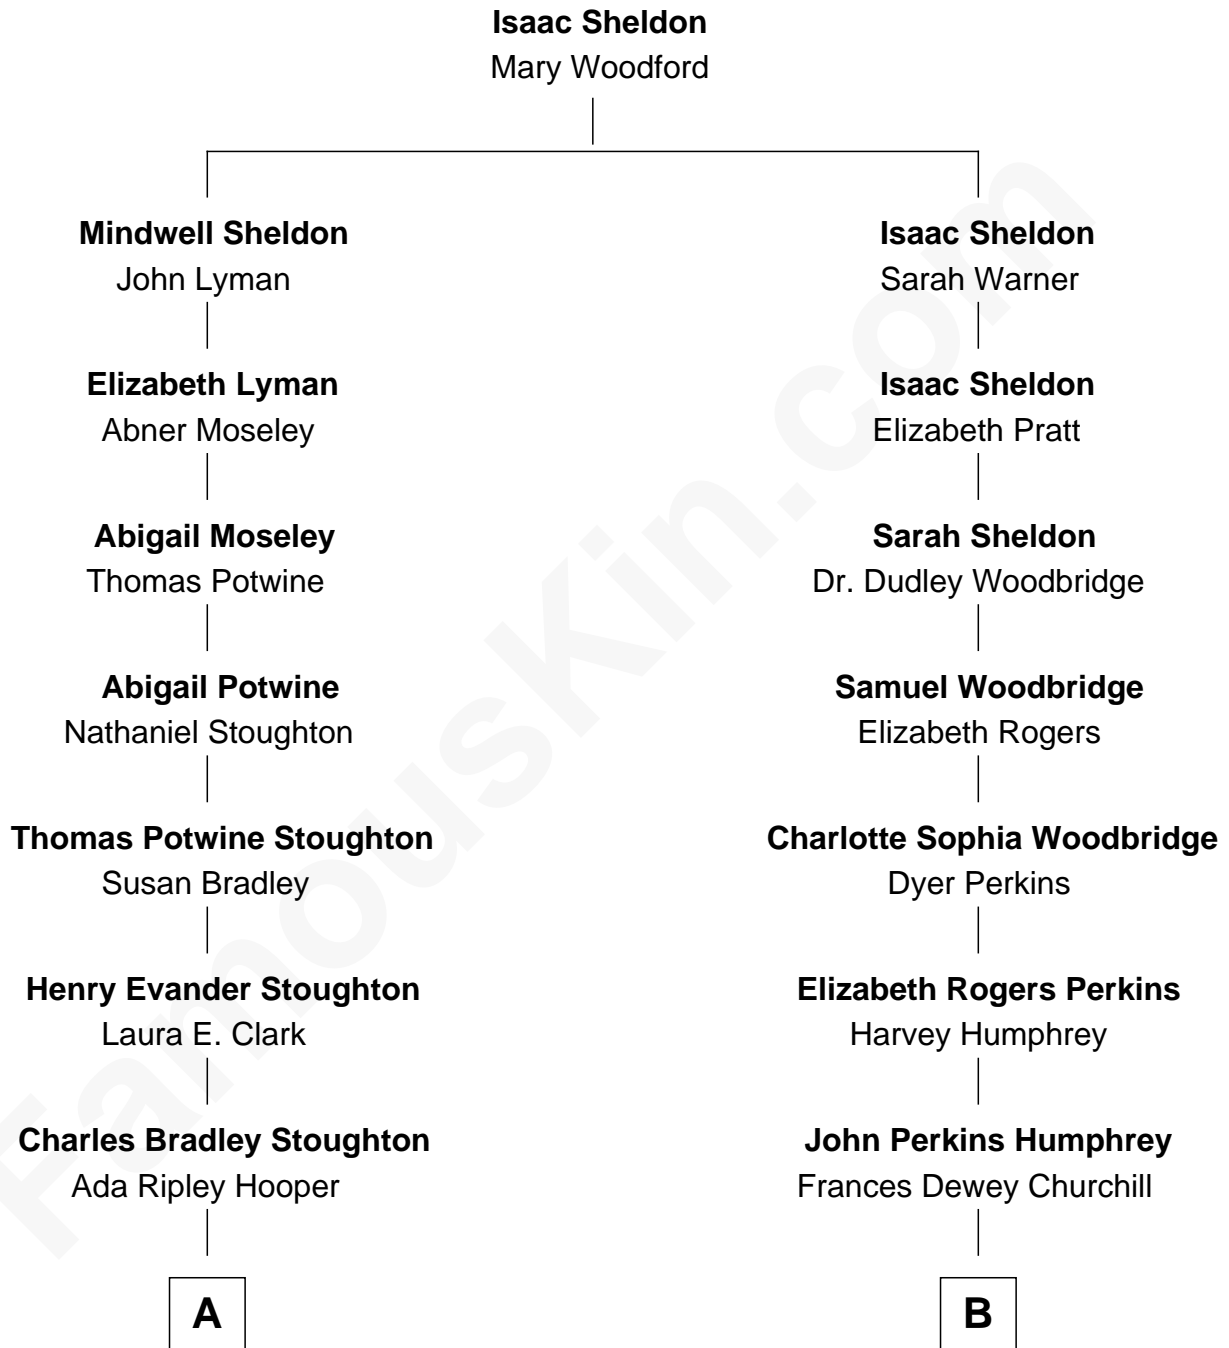 Isaac Sheldon
Mary Woodford
Mindwell Sheldon
John Lyman
Isaac Sheldon
Sarah Warner
Elizabeth Lyman
Abner Moseley
Isaac Sheldon
Elizabeth Pratt
Abigail Moseley
Thomas Potwine
Sarah Sheldon
Dr. Dudley Woodbridge
Abigail Potwine
Nathaniel Stoughton
Samuel Woodbridge
Elizabeth Rogers
Thomas Potwine Stoughton
Susan Bradley
Charlotte Sophia Woodbridge
Dyer Perkins
Henry Evander Stoughton
Laura E. Clark
Elizabeth Rogers Perkins
Harvey Humphrey
Charles Bradley Stoughton
Ada Ripley Hooper
John Perkins Humphrey
Frances Dewey Churchill
A
B
FamousKin.com